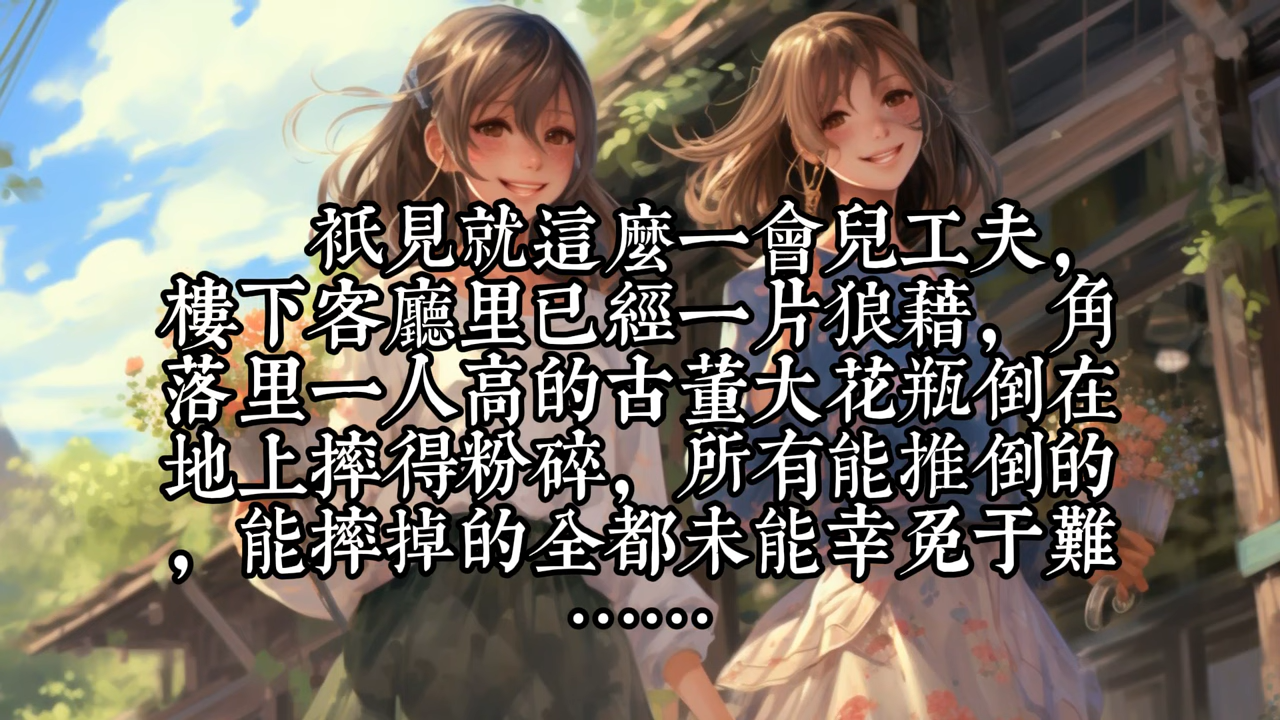 祇見就這麼一會兒工夫，
樓下客廳里已經一片狼藉，角
落里一人高的古董大花瓶倒在
地上摔得粉碎，所有能推倒的
，能摔掉的全都未能幸免于難
……